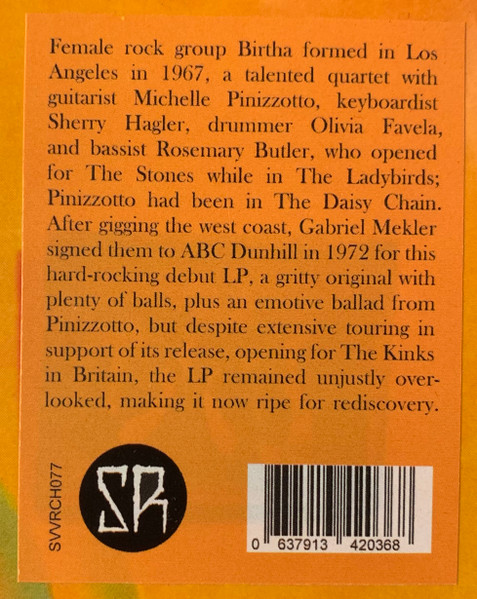 Female rock group Birtha formed in Los
Angeles in 1967, a talented quartet with
guitarist Michelle Pinizzotto, keyboardist
Sherry Hagler, drummer Olivia Favela,
and bassist Rosemary Butler, who opened
for The Stones while in The Ladybirds;
Pinizzotto had been in The Daisy Chain.
After gigging the west coast, Gabriel Mekler
signed them to ABC Dunhill in 1972 for this
hard-rocking debut LP, a gritty original with
plenty of balls, plus an emotive ballad from
Pinizzotto, but despite extensive touring in
support of its release, opening for The Kinks
in Britain, the LP remained unjustly over-
looked, making it now ripe for rediscovery.
SVVRCH077
SR
0 637913 420368